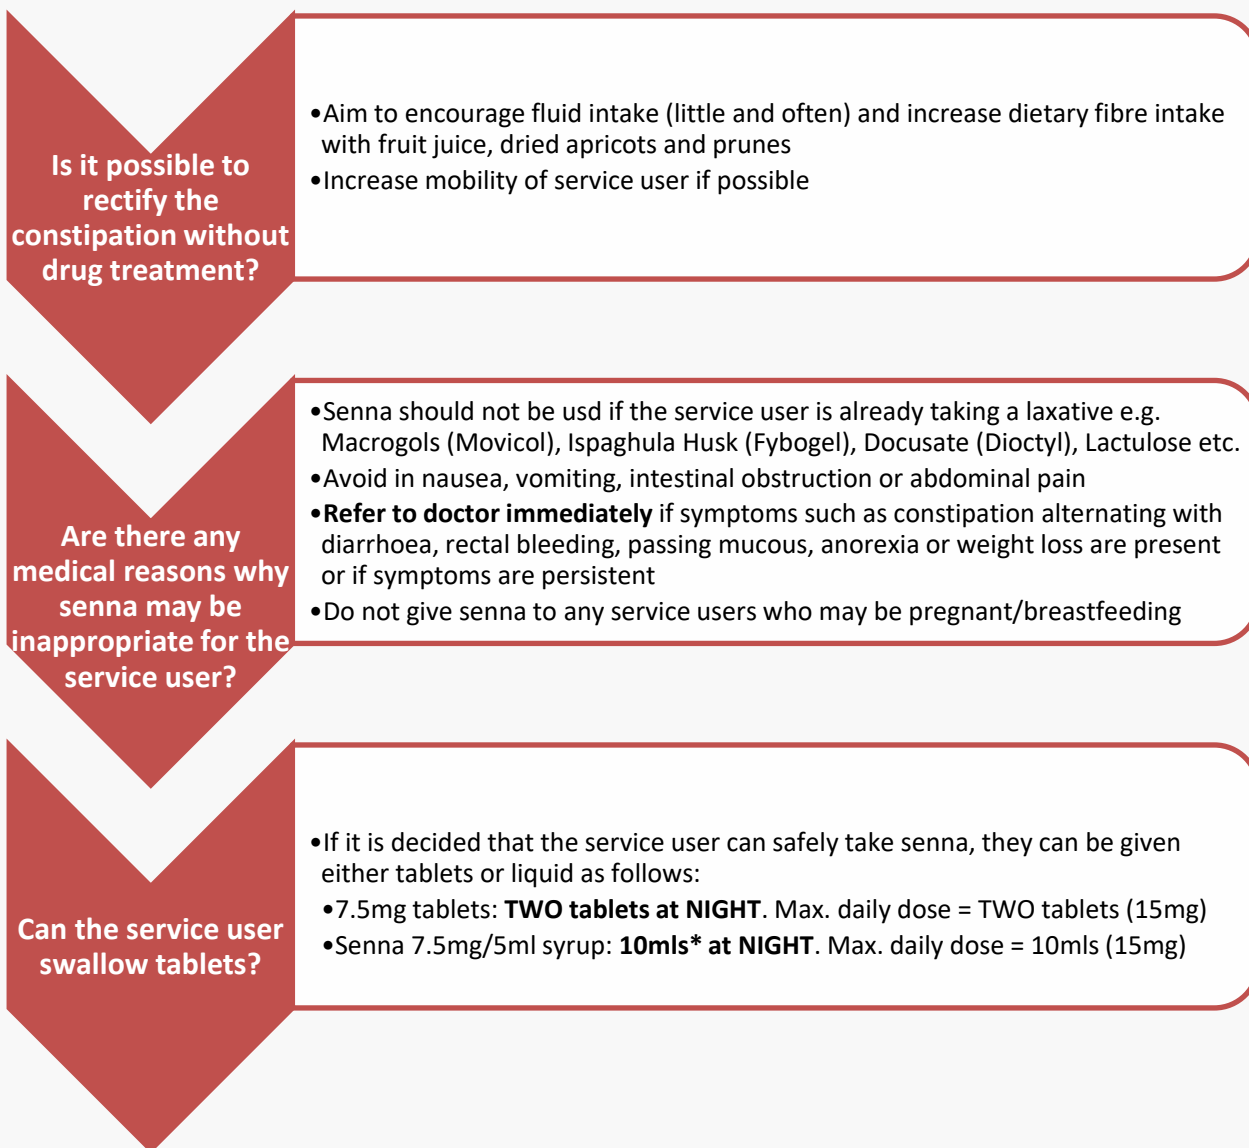 Is it possible to
rectify the
constipation without
drug treatment?
•Aim to encourage fluid intake (little and often) and increase dietary fibre intake
with fruit juice, dried apricots and prunes
•Increase mobility of service user if possible
Are there any
medical reasons why
senna may be
inappropriate for the
service user?
•Senna should not be usd if the service user is already taking a laxative e.g.
Macrogols (Movicol), Ispaghula Husk (Fybogel), Docusate (Dioctyl), Lactulose etc.
•Avoid in nausea, vomiting, intestinal obstruction or abdominal pain
•Refer to doctor immediately if symptoms such as constipation alternating with
diarrhoea, rectal bleeding, passing mucous, anorexia or weight loss are present
or if symptoms are persistent
•Do not give senna to any service users who may be pregnant/breastfeeding
Can the service user
swallow tablets?
•If it is decided that the service user can safely take senna, they can be given
either tablets or liquid as follows:
•7.5mg tablets: TWO tablets at NIGHT. Max. daily dose = TWO tablets (15mg)
•Senna 7.5mg/5ml syrup: 10mls* at NIGHT. Max. daily dose = 10mls (15mg)